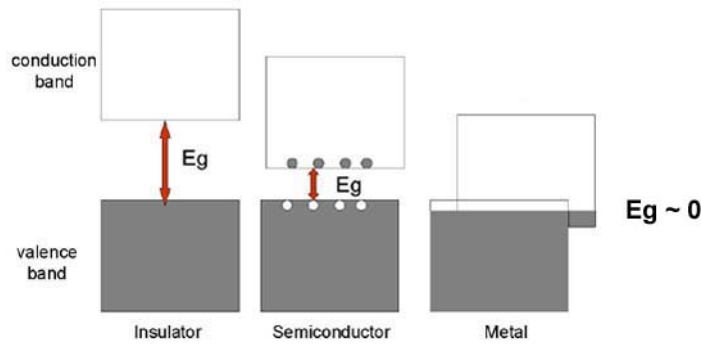 conduction
band
Eg
Eg
Eg ~ 0
valence
band
Insulator
Semiconductor
Metal